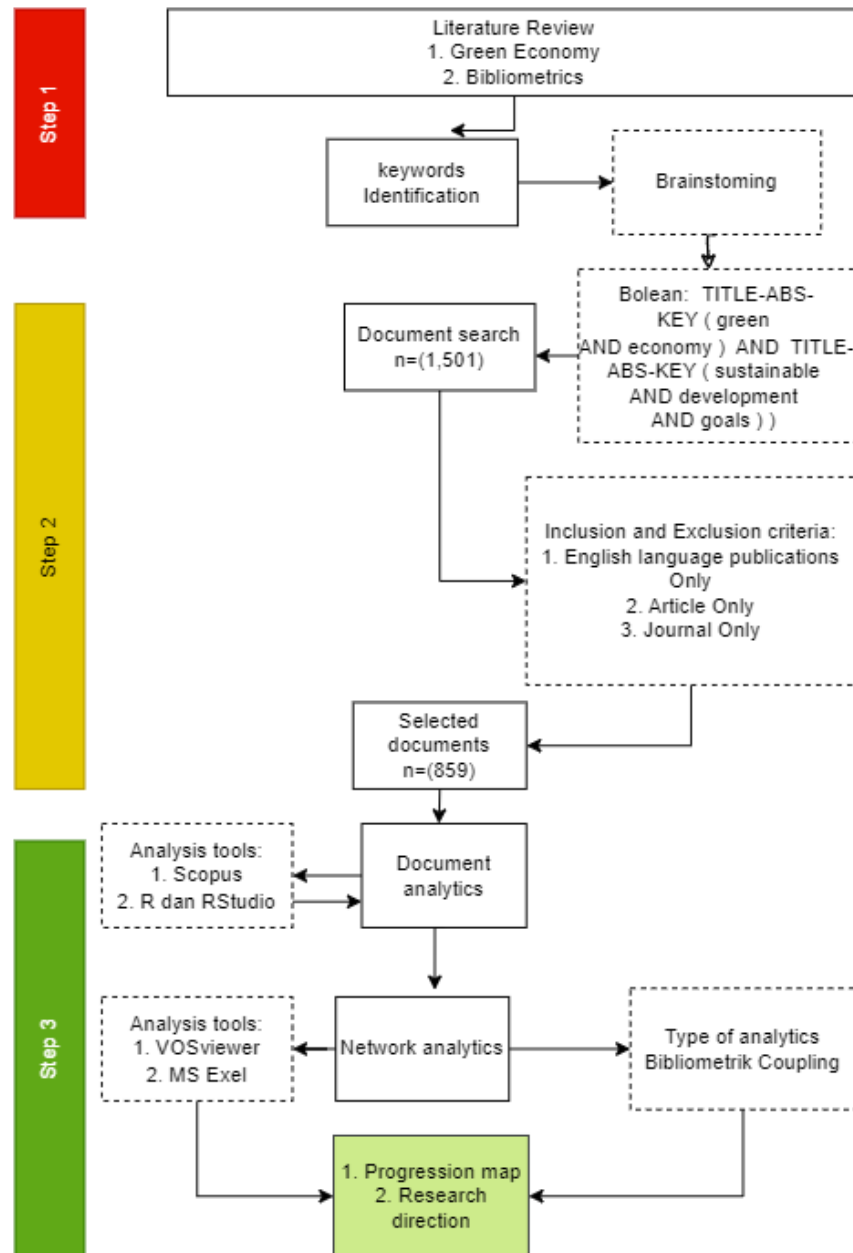 Step 1
Literature Review
1. Green Economy
2. Bibliometrics
keywords
Identification
Brainstoming
Step 2
Bolean: TITLE-ABS-
KEY ( green
AND economy ) AND TITLE-
ABS-KEY ( sustainable
AND development
AND goals ) )
Document search
n=(1,501)
Inclusion and Exclusion criteria:
1. English language publications
Only
2. Article Only
3. Journal Only
Selected
documents
n=(859)
Step 3
Analysis tools:
1. Scopus
2. R dan RStudio
Document
analytics
Analysis tools:
1. VOSviewer
2. MS Exel
Network analytics
Type of analytics
Bibliometrik Coupling
1. Progression map
2. Research
direction